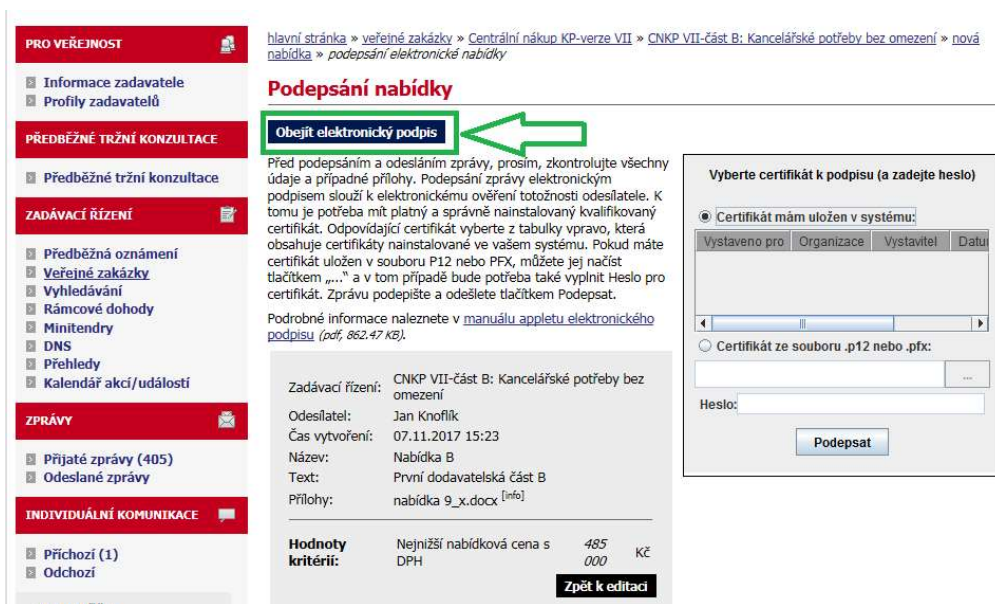 PRO VEŘEJNOST
Informace zadavatele
Profily zadavatelů
PŘEDBĚŽNÉ TRŽNÍ KONZULTACE
Předběžné tržní konzultace
ZADÁVACÍ ŘÍZENÍ
Předběžná oznámení
Veřejné zakázky
Vyhledávání
Rámcové dohody
Minitendry
DNS
Přehledy
Kalendář akcí/událostí
ZPRÁVY
Přijaté zprávy (405)
Odeslané zprávy
INDIVIDUÁLNÍ KOMUNIKACE
Příchozí (1)
Odchozí
hlavní stránka » veřejné zakázky » Centrální nákup KP-verze VII » CNKP VII-část B: Kancelářské potřeby bez omezení » nová
nabídka » podepsání elektronické nabídky
Podepsání nabídky
Obejít elektronický podpis
Před podepsáním a odesláním zprávy, prosím, zkontrolujte všechny
údaje a případné přílohy. Podepsání zprávy elektronickým
podpisem slouží k elektronickému ověření totožnosti odesílatele. K
tomu je potřeba mít platný a správně nainstalovaný kvalifikovaný
certifikát. Odpovídající certifikát vyberte z tabulky vpravo, která
obsahuje certifikáty nainstalované ve vašem systému. Pokud máte
certifikát uložen v souboru P12 nebo PFX, můžete jej načíst
tlačítkem „...“ a v tom případě bude potřeba také vyplnit Heslo pro
certifikát. Zprávu podepište a odešlete tlačítkem Podepsat.
Podrobné informace naleznete v manuálu appletu elektronického
podpisu (pdf, 862.47 KB).
Zadávací řízení: CNKP VII-část B: Kancelářské potřeby bez
omezení
Odesílatel: Jan Knoflík
Čas vytvoření: 07.11.2017 15:23
Název: Nabídka B
Text: První dodavatelská část B
Přílohy: nabídka 9_x.docx [info]
Hodnoty Nejnižší nabídková cena s 485
kritérií: DPH 000 Kč
Zpět k editaci
Vyberte certifikát k podpisu (a zadejte heslo)
Certifikát mám uložen v systému:
Vystaveno pro Organizace Vystavitel Datu
Certifikát ze souboru .p12 nebo .pfx:
...
Heslo:
Podepsat